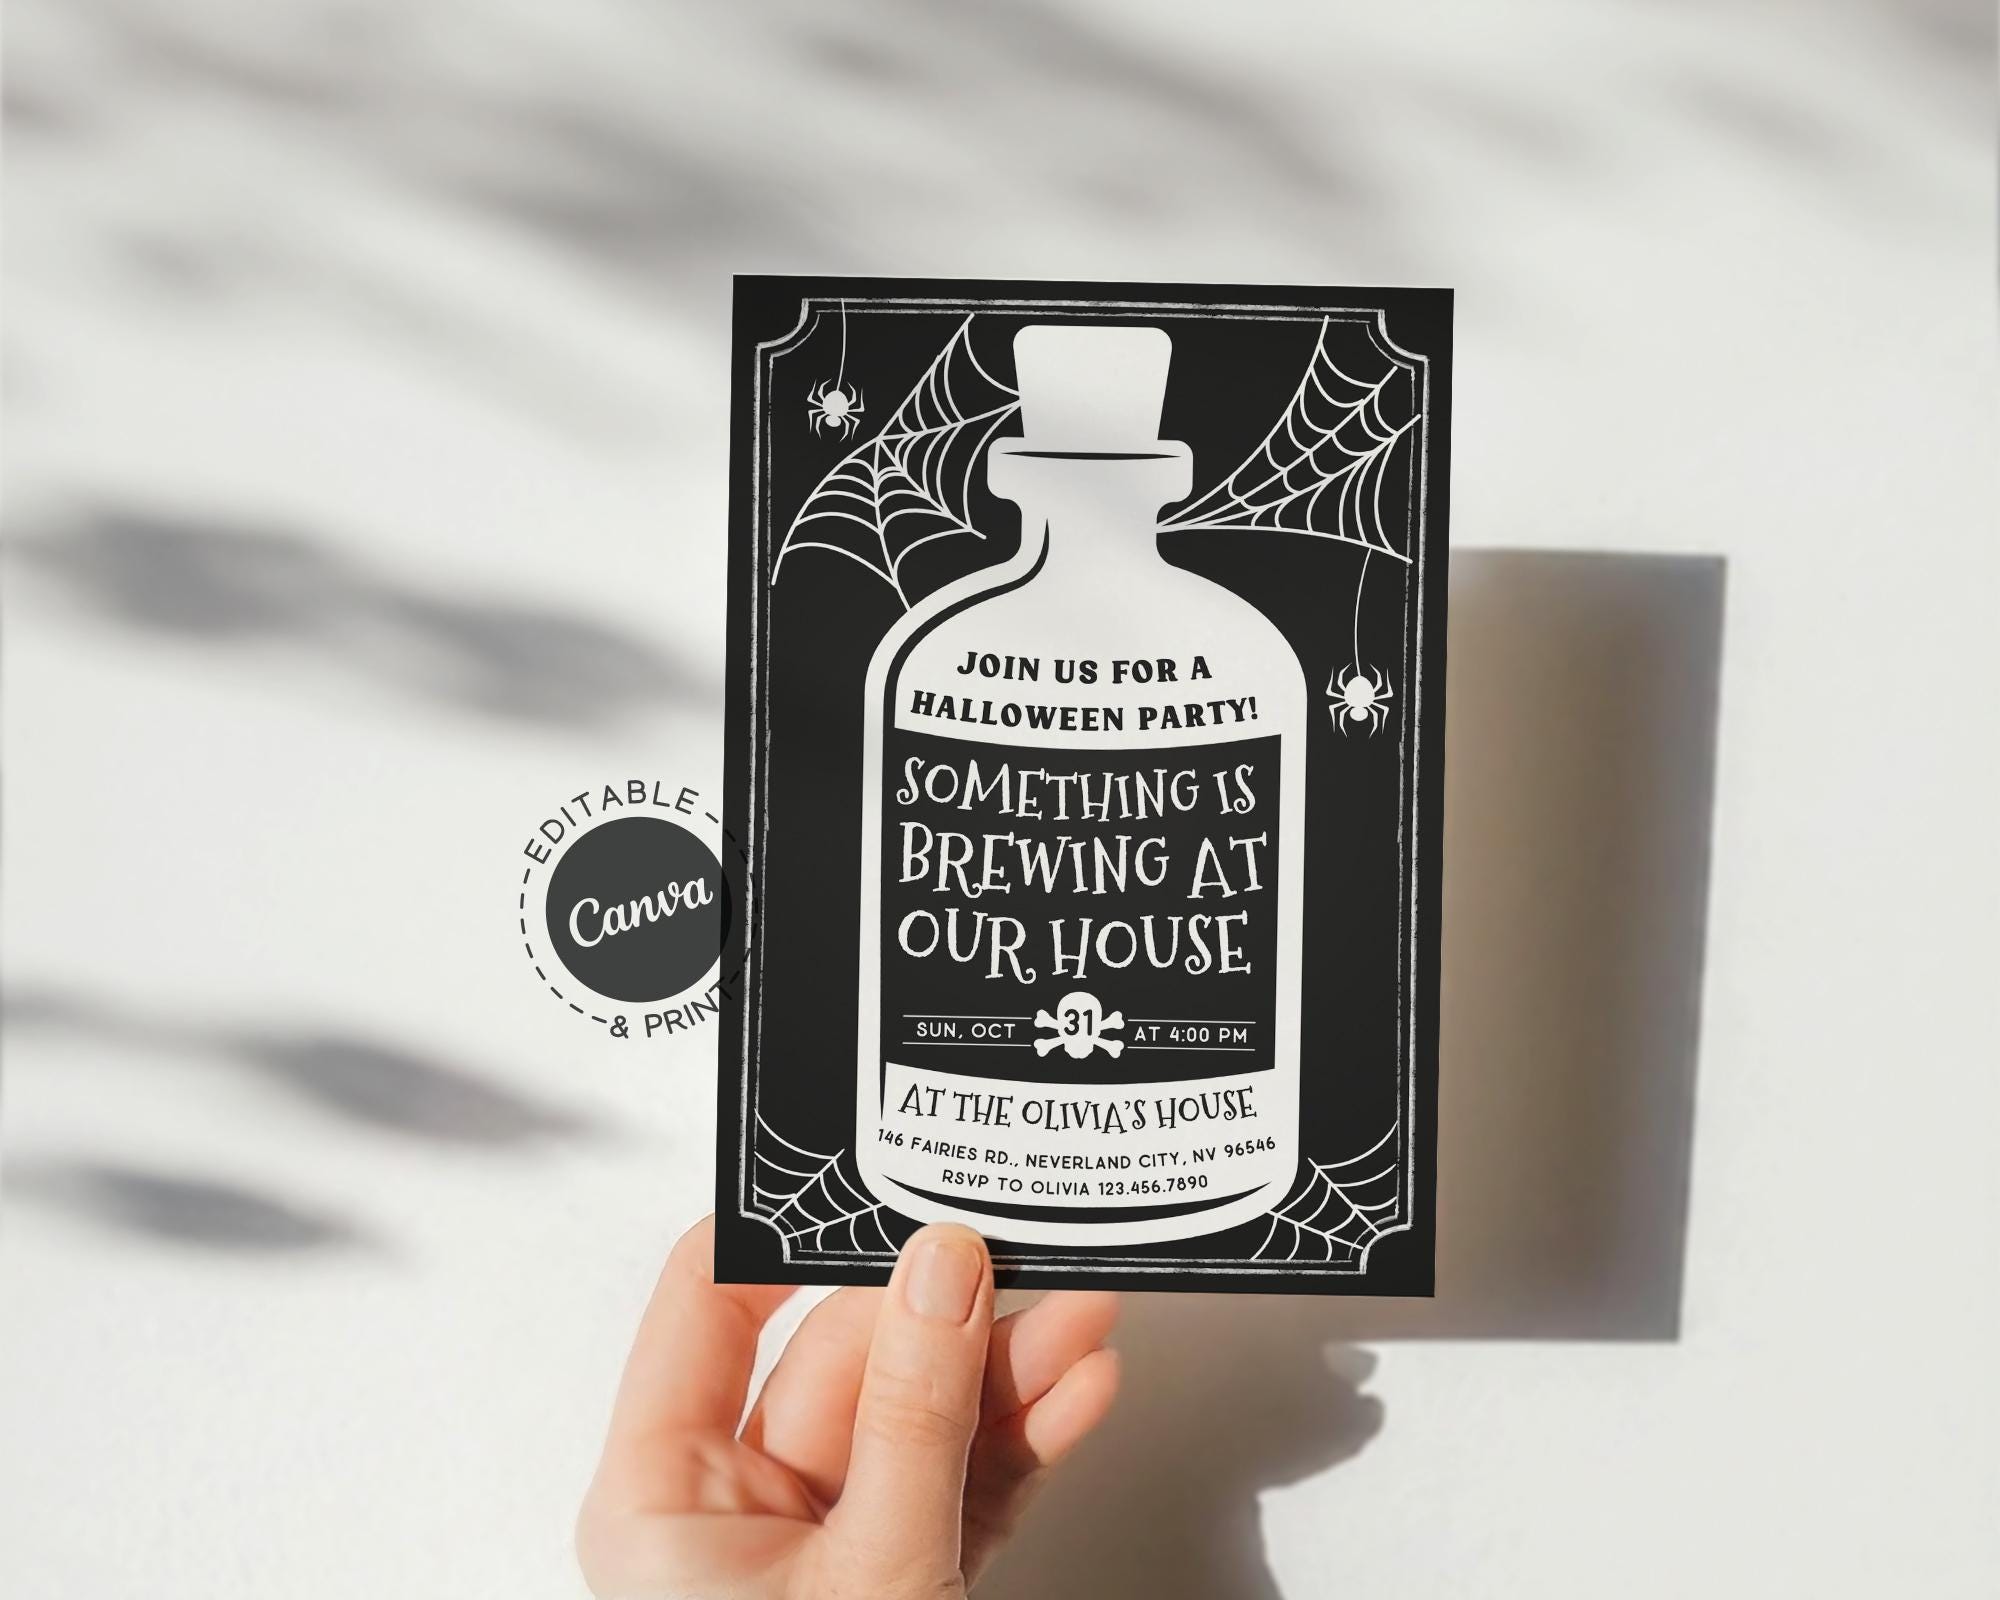 JOIN US FOR A
HALLOWEEN PARTY!
SOMETHING IS
BREWING AT
OUR HOUSE
SUN, OCT 31 AT 4:00 PM
AT THE OLIVIA'S HOUSE
146 FAIRIES RD., NEVERLAND CITY, NV 96546
RSVP TO OLIVIA 123.456.7890
EDITABLE
Canva
& PRINT